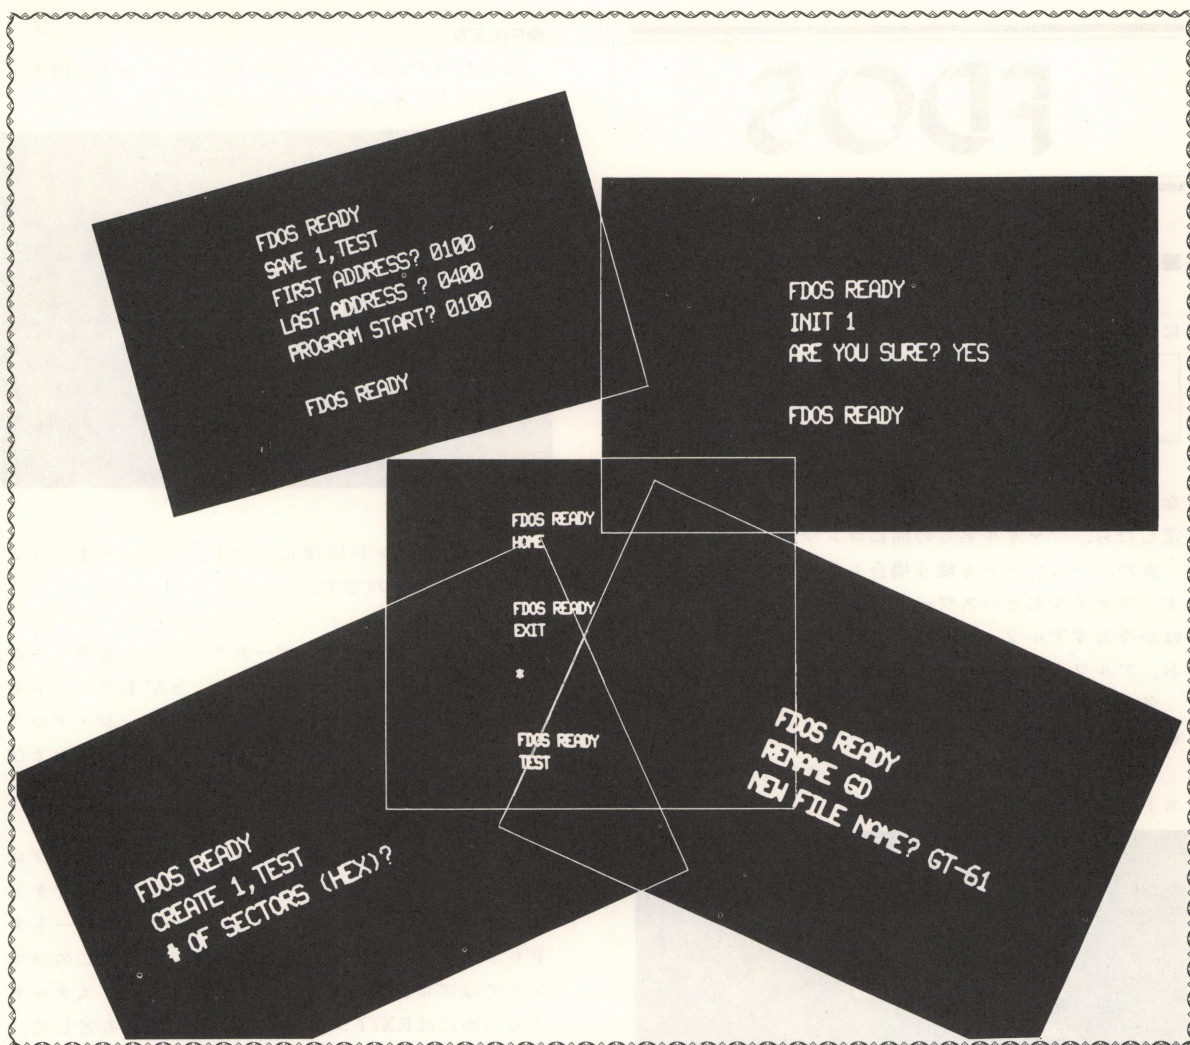 FDOS READY
SAVE 1,TEST
FIRST ADDRESS? 0100
LAST ADDRESS ? 0400
PROGRAM START? 0100
FDOS READY
FDOS READY
INIT 1
ARE YOU SURE? YES
FDOS READY
FDOS READY
HOME
FDOS READY
EXIT
*
FDOS READY
TEST
FDOS READY
CREATE 1,TEST
# OF SECTORS (HEX)?
FDOS READY
RENAME GD
NEW FILE NAME? GT-61